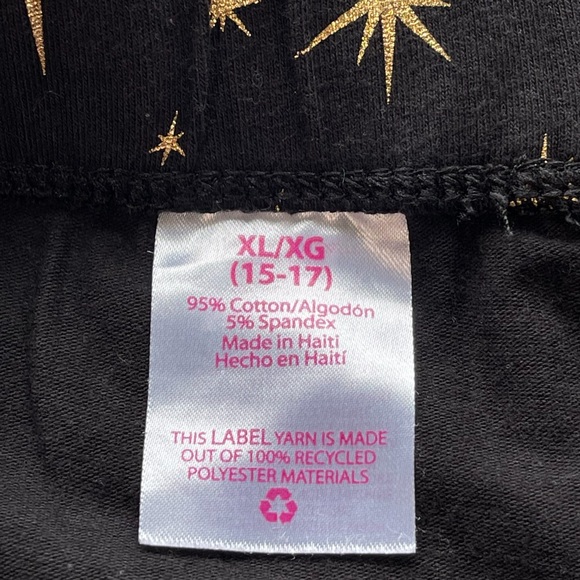 XL/XG
(15-17)
95% Cotton/Algodón
5% Spandex
Made in Haiti
Hecho en Haití
THIS LABEL YARN IS MADE
OUT OF 100% RECYCLED
POLYESTER MATERIALS